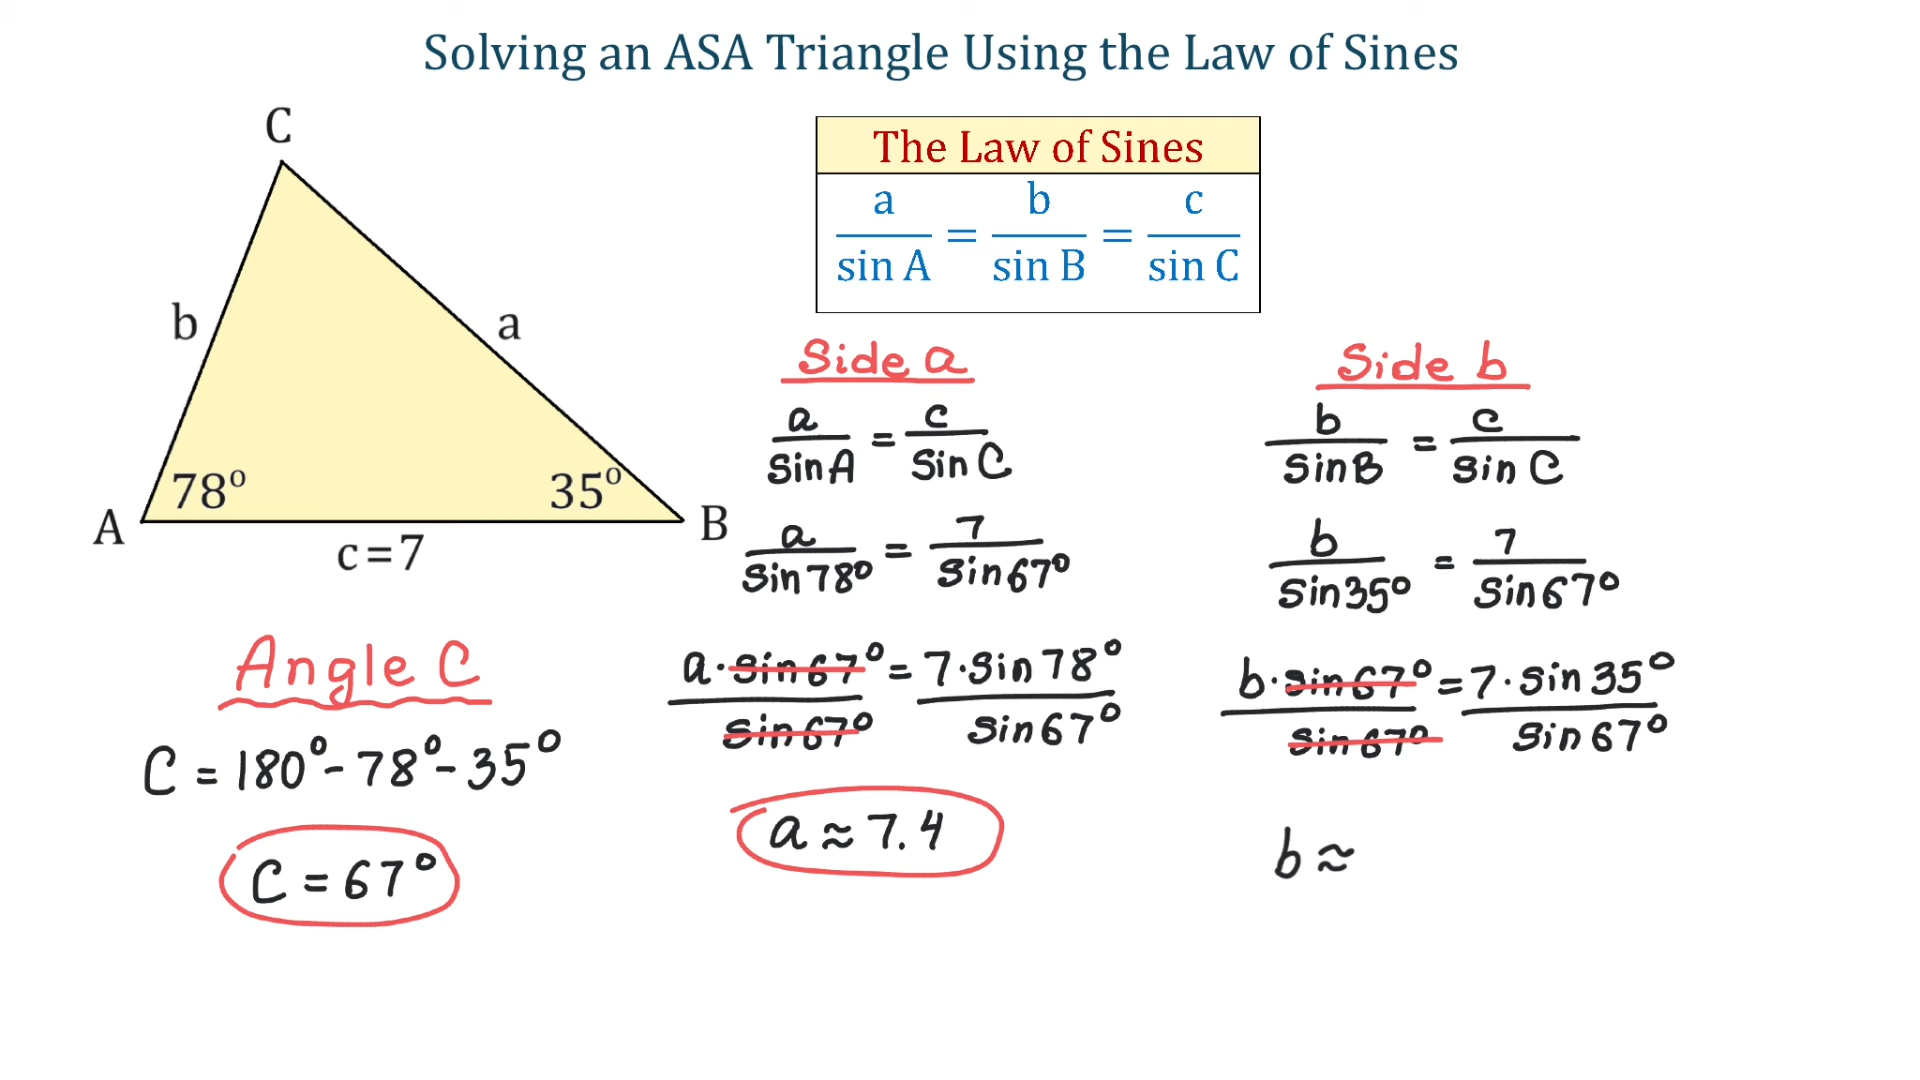 Solving an ASA Triangle Using the Law of Sines
C
b
a
78°
35°
A
B
c=7
The Law of Sines
a/sin A = b/sin B = c/sin C
Side a
a/sinA = c/sin C
a/sin78° = 7/sin67°
a·sin67°/sin67° = 7·sin78°/sin67°
a ≈ 7.4
Side b
b/sinB = c/sin C
b/sin35° = 7/sin67°
b·sin67°/sin67° = 7·sin35°/sin67°
b ≈
Angle C
C = 180° - 78° - 35°
C = 67°